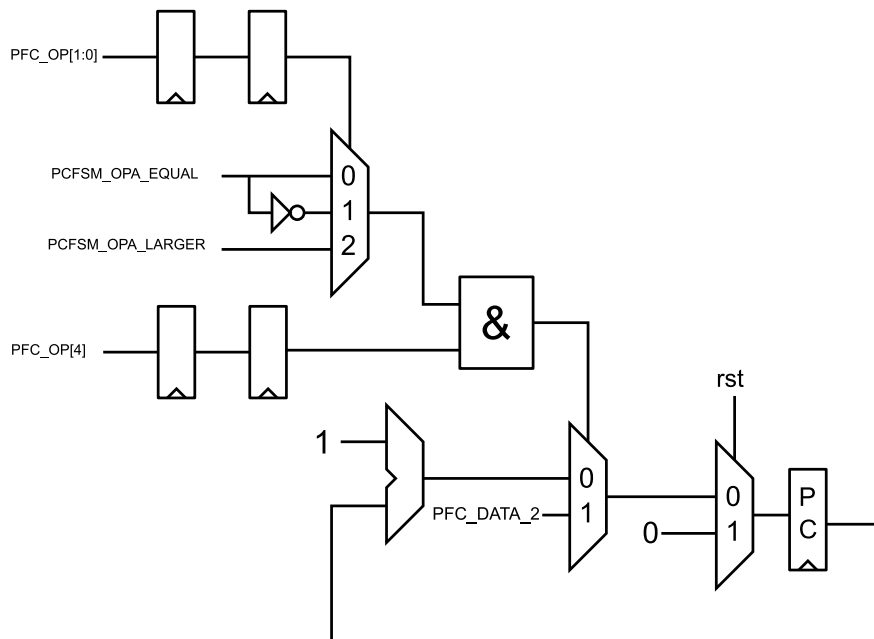 PFC_OP[1:0]
PCFSM_OPA_EQUAL
0
1
PCFSM_OPA_LARGER
2
&
PFC_OP[4]
rst
1
0
PFC_DATA_2
1
0
0
1
P
C